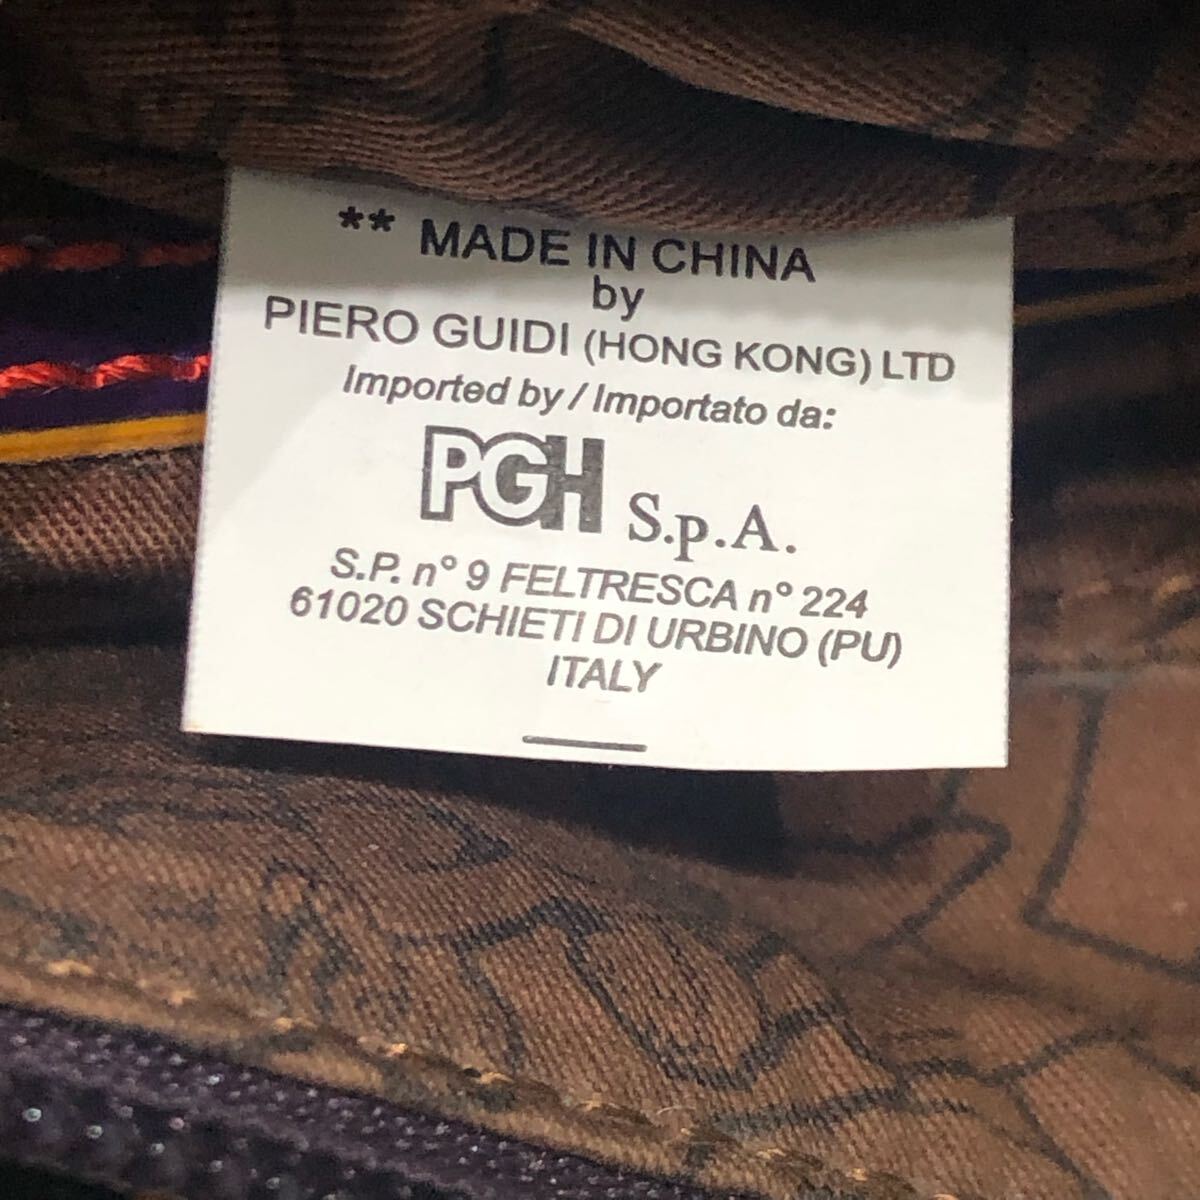 ** MADE IN CHINA
by
PIERO GUIDI (HONG KONG) LTD
Imported by / Importato da:
PGH S.p.A.
S.P. n° 9 FELTRESCA n° 224
61020 SCHIETI DI URBINO (PU)
ITALY